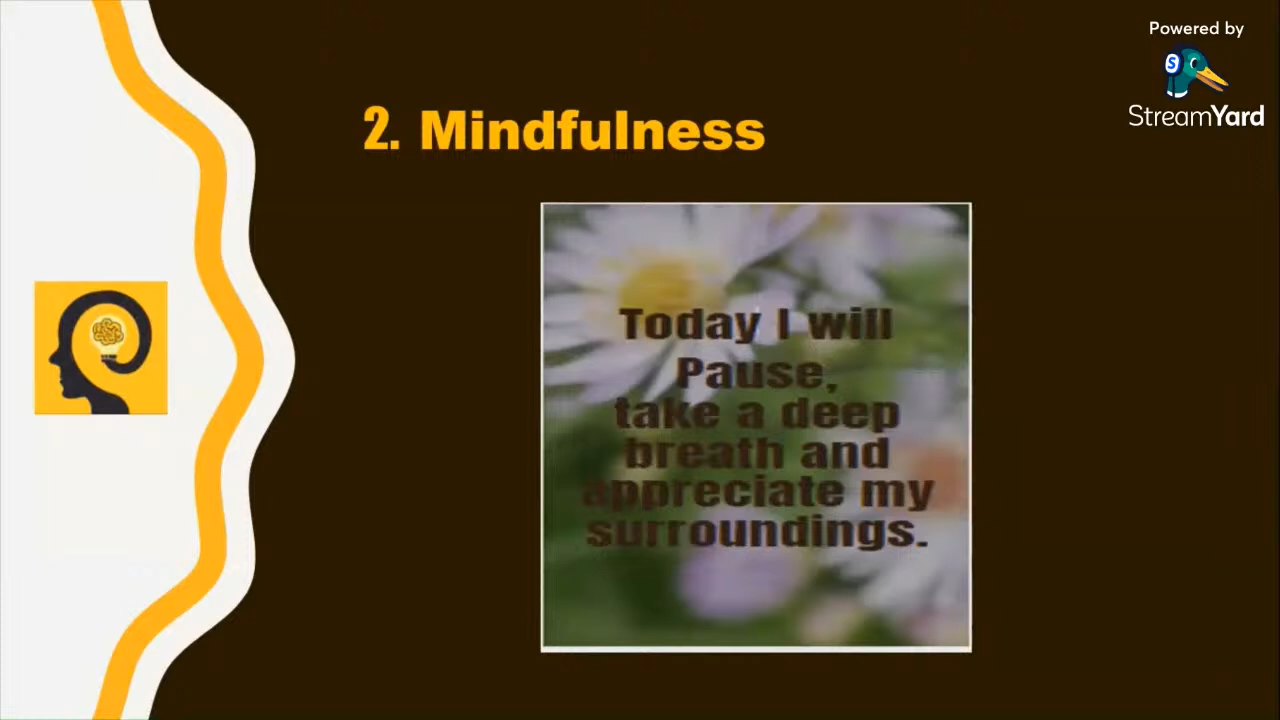 Powered by
StreamYard
2. Mindfulness
Today I will
Pause,
take a deep
breath and
appreciate my
surroundings.